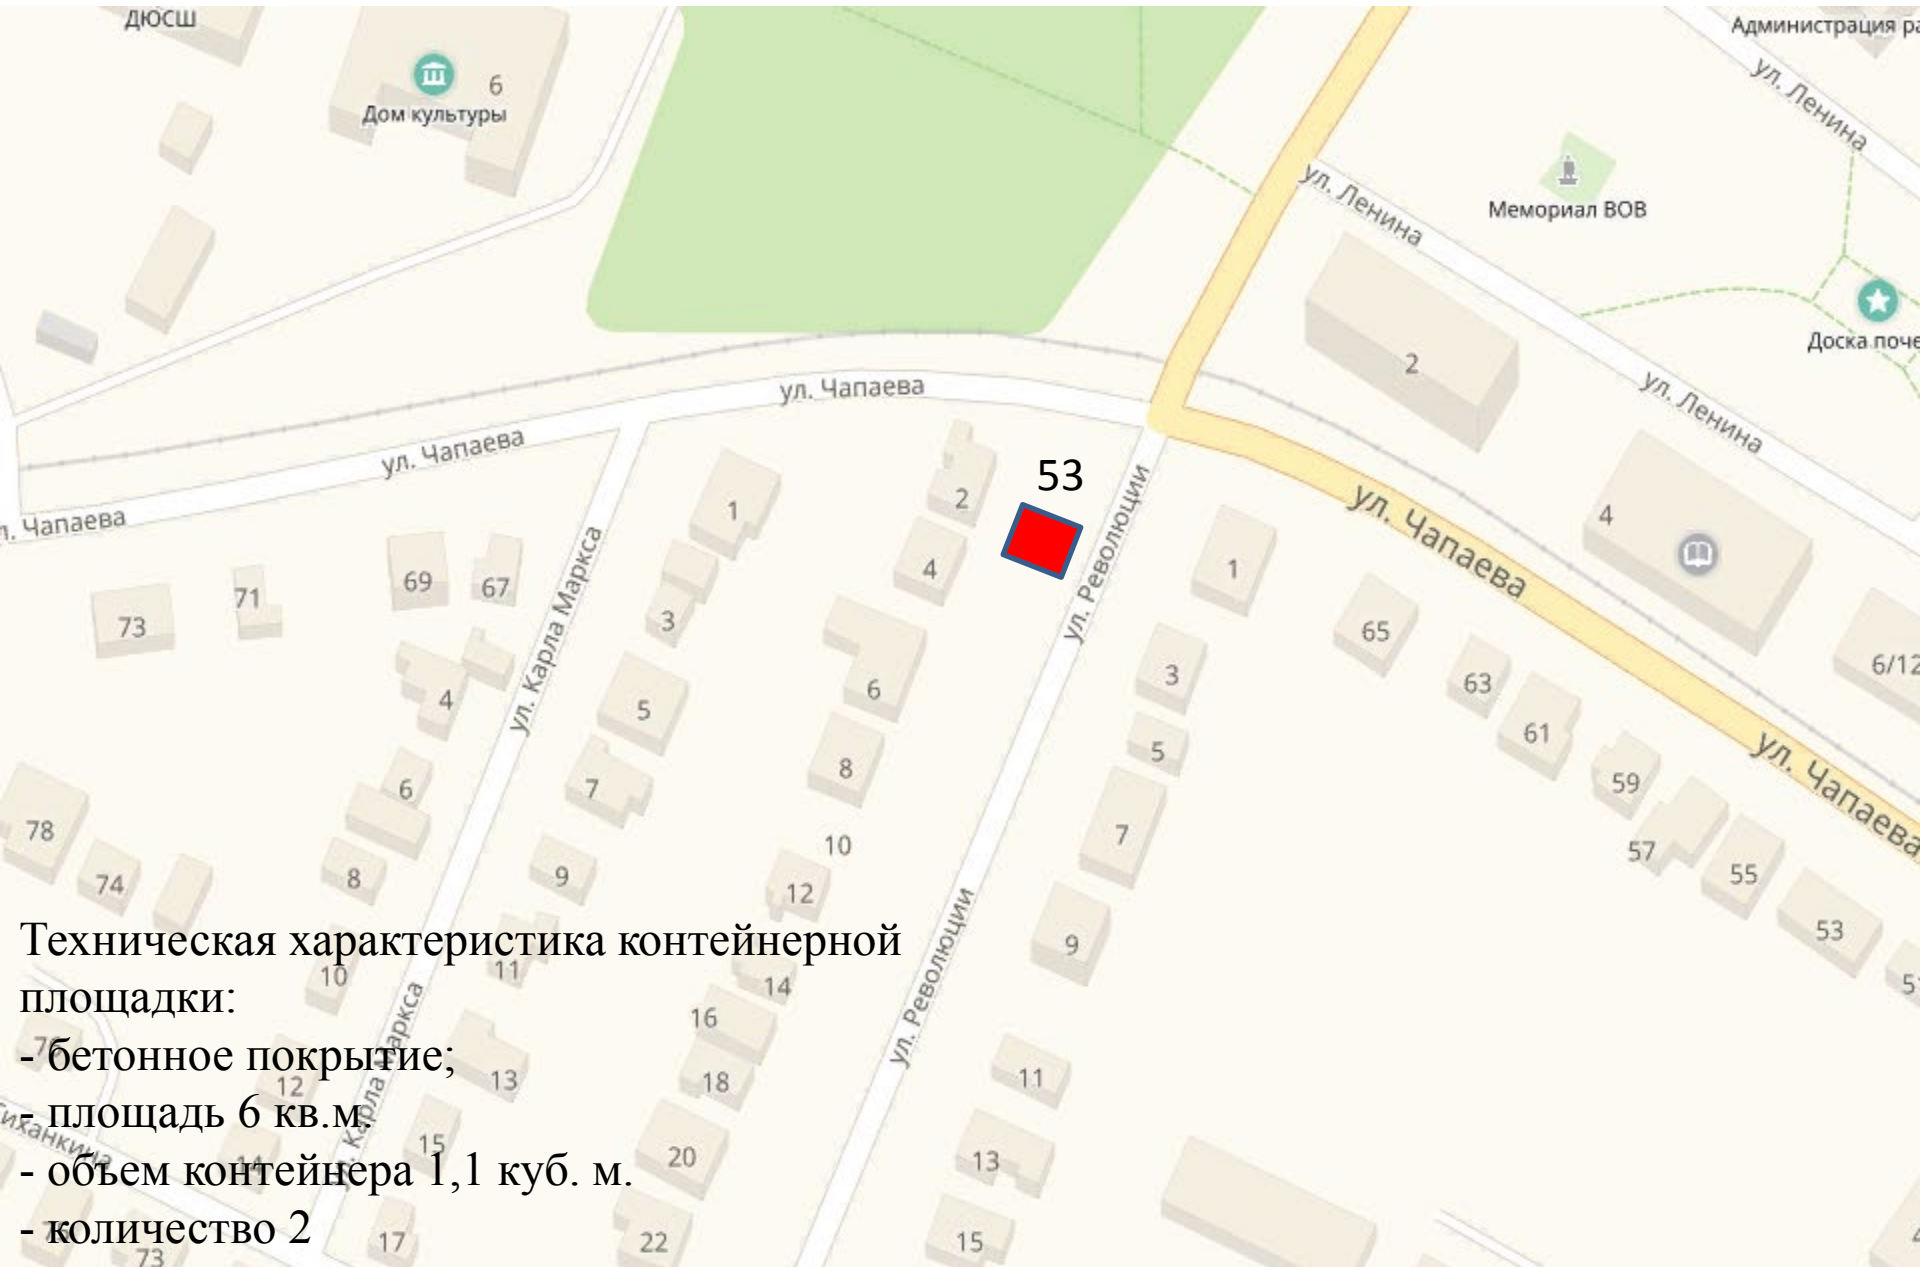 ДЮСШ
6
Дом культуры
Администрация ра
ул. Ленина
Мемориал ВОВ
ул. Ленина
Доска поче
2
ул. Ленина
ул. Чапаева
ул. Чапаева
л. Чапаева
53
1
2
4
ул. Революции
1
ул. Чапаева
4
6/12
73
71
69
67
ул. Карла Маркса
3
4
5
6
3
65
63
61
5
59
ул. Чапаева
57
55
53
78
74
6
7
8
8
9
10
12
7
9
Техническая характеристика контейнерной
площадки:
- бетонное покрытие;
- площадь 6 кв.м.
- объем контейнера 1,1 куб. м.
- количество 2
10
11
14
16
18
ул. Революции
ул. Карла Маркса
12
13
11
14
15
20
13
17
22
15
73